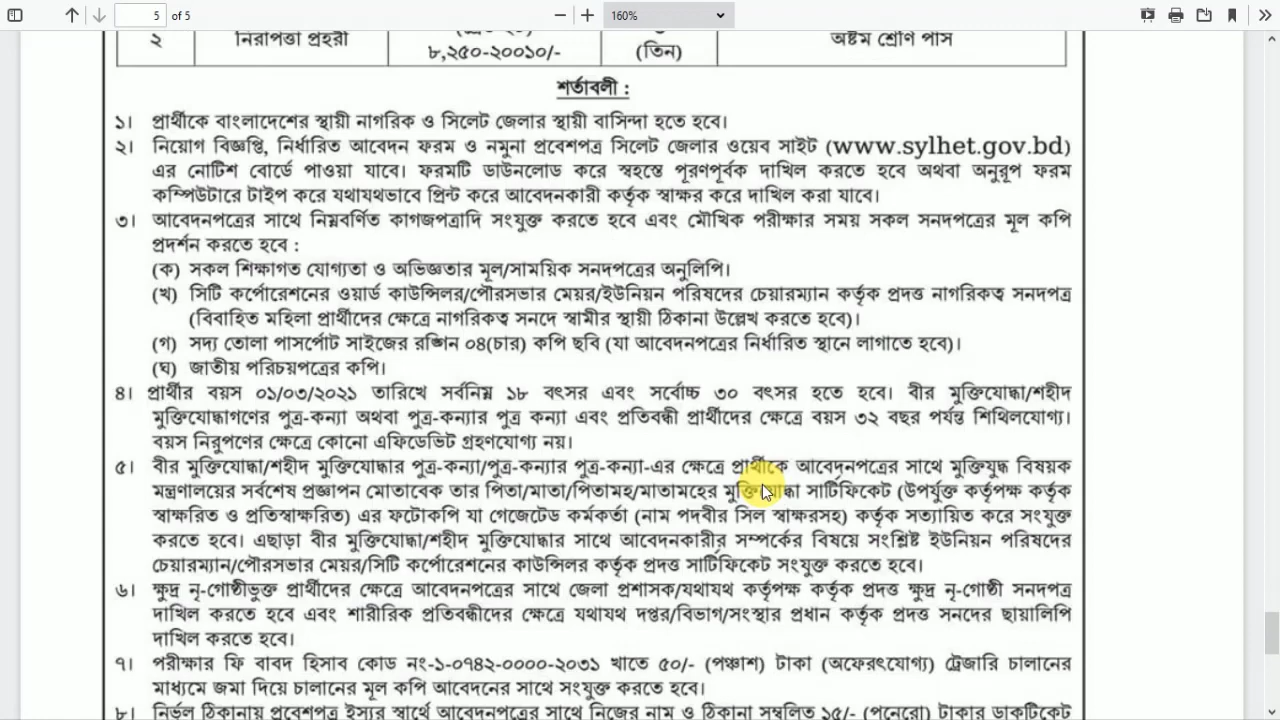 5 of 5
160%
২ নিরাপত্তা প্রহরী ৮,২৫০-২০০১০/- (তিন) অষ্টম শ্রেণি পাস
শর্তাবলী :
১। প্রার্থীকে বাংলাদেশের স্থায়ী নাগরিক ও সিলেট জেলার স্থায়ী বাসিন্দা হতে হবে।
২। নিয়োগ বিজ্ঞপ্তি, নির্ধারিত আবেদন ফরম ও নমুনা প্রবেশপত্র সিলেট জেলার ওয়েব সাইট (www.sylhet.gov.bd)
এর নোটিশ বোর্ডে পাওয়া যাবে। ফরমটি ডাউনলোড করে স্বহস্তে পূরণপূর্বক দাখিল করতে হবে অথবা অনুরূপ ফরম
কম্পিউটারে টাইপ করে যথাযথভাবে প্রিন্ট করে আবেদনকারী কর্তৃক স্বাক্ষর করে দাখিল করা যাবে।
৩। আবেদনপত্রের সাথে নিম্নবর্ণিত কাগজপত্রাদি সংযুক্ত করতে হবে এবং মৌখিক পরীক্ষার সময় সকল সনদপত্রের মূল কপি
প্রদর্শন করতে হবে :
(ক) সকল শিক্ষাগত যোগ্যতা ও অভিজ্ঞতার মূল/সাময়িক সনদপত্রের অনুলিপি।
(খ) সিটি কর্পোরেশনের ওয়ার্ড কাউন্সিলর/পৌরসভার মেয়র/ইউনিয়ন পরিষদের চেয়ারম্যান কর্তৃক প্রদত্ত নাগরিকত্ব সনদপত্র
(বিবাহিত মহিলা প্রার্থীদের ক্ষেত্রে নাগরিকত্ব সনদে স্বামীর স্থায়ী ঠিকানা উল্লেখ করতে হবে)।
(গ) সদ্য তোলা পাসপোর্ট সাইজের রঙ্গিন ০৪(চার) কপি ছবি (যা আবেদনপত্রের নির্ধারিত স্থানে লাগাতে হবে)।
(ঘ) জাতীয় পরিচয়পত্রের কপি।
৪। প্রার্থীর বয়স ০১/০৩/২০২১ তারিখে সর্বনিম্ন ১৮ বৎসর এবং সর্বোচ্চ ৩০ বৎসর হতে হবে। বীর মুক্তিযোদ্ধা/শহীদ
মুক্তিযোদ্ধাগণের পুত্র-কন্যা অথবা পুত্র-কন্যার পুত্র কন্যা এবং প্রতিবন্ধী প্রার্থীদের ক্ষেত্রে বয়স ৩২ বছর পর্যন্ত শিথিলযোগ্য।
বয়স নিরুপণের ক্ষেত্রে কোনো এফিডেভিট গ্রহণযোগ্য নয়।
৫। বীর মুক্তিযোদ্ধা/শহীদ মুক্তিযোদ্ধার পুত্র-কন্যা/পুত্র-কন্যার পুত্র-কন্যা-এর ক্ষেত্রে প্রার্থীকে আবেদনপত্রের সাথে মুক্তিযুদ্ধ বিষয়ক
মন্ত্রণালয়ের সর্বশেষ প্রজ্ঞাপন মোতাবেক তার পিতা/মাতা/পিতামহ/মাতামহের মুক্তিযোদ্ধা সার্টিফিকেট (উপর্যুক্ত কর্তৃপক্ষ কর্তৃক
স্বাক্ষরিত ও প্রতিস্বাক্ষরিত) এর ফটোকপি যা গেজেটেড কর্মকর্তা (নাম পদবীর সিল স্বাক্ষরসহ) কর্তৃক সত্যায়িত করে সংযুক্ত
করতে হবে। এছাড়া বীর মুক্তিযোদ্ধা/শহীদ মুক্তিযোদ্ধার সাথে আবেদনকারীর সম্পর্কের বিষয়ে সংশ্লিষ্ট ইউনিয়ন পরিষদের
চেয়ারম্যান/পৌরসভার মেয়র/সিটি কর্পোরেশনের কাউন্সিলর কর্তৃক প্রদত্ত সার্টিফিকেট সংযুক্ত করতে হবে।
৬। ক্ষুদ্র নৃ-গোষ্ঠীভুক্ত প্রার্থীদের ক্ষেত্রে আবেদনপত্রের সাথে জেলা প্রশাসক/যথাযথ কর্তৃপক্ষ কর্তৃক প্রদত্ত ক্ষুদ্র নৃ-গোষ্ঠী সনদপত্র
দাখিল করতে হবে এবং শারীরিক প্রতিবন্ধীদের ক্ষেত্রে যথাযথ দপ্তর/বিভাগ/সংস্থার প্রধান কর্তৃক প্রদত্ত সনদের ছায়ালিপি
দাখিল করতে হবে।
৭। পরীক্ষার ফি বাবদ হিসাব কোড নং-১-০৭৪২-০০০০-২০৩১ খাতে ৫০/- (পঞ্চাশ) টাকা (অফেরৎযোগ্য) ট্রেজারি চালানের
মাধ্যমে জমা দিয়ে চালানের মূল কপি আবেদনের সাথে সংযুক্ত করতে হবে।
৮। নির্ভুল ঠিকানায় প্রবেশপত্র ইস্যুর স্বার্থে আবেদনপত্রের সাথে নিজের নাম ও ঠিকানা সম্বলিত ১৫/- (পনেরো) টাকার ডাকটিকেট